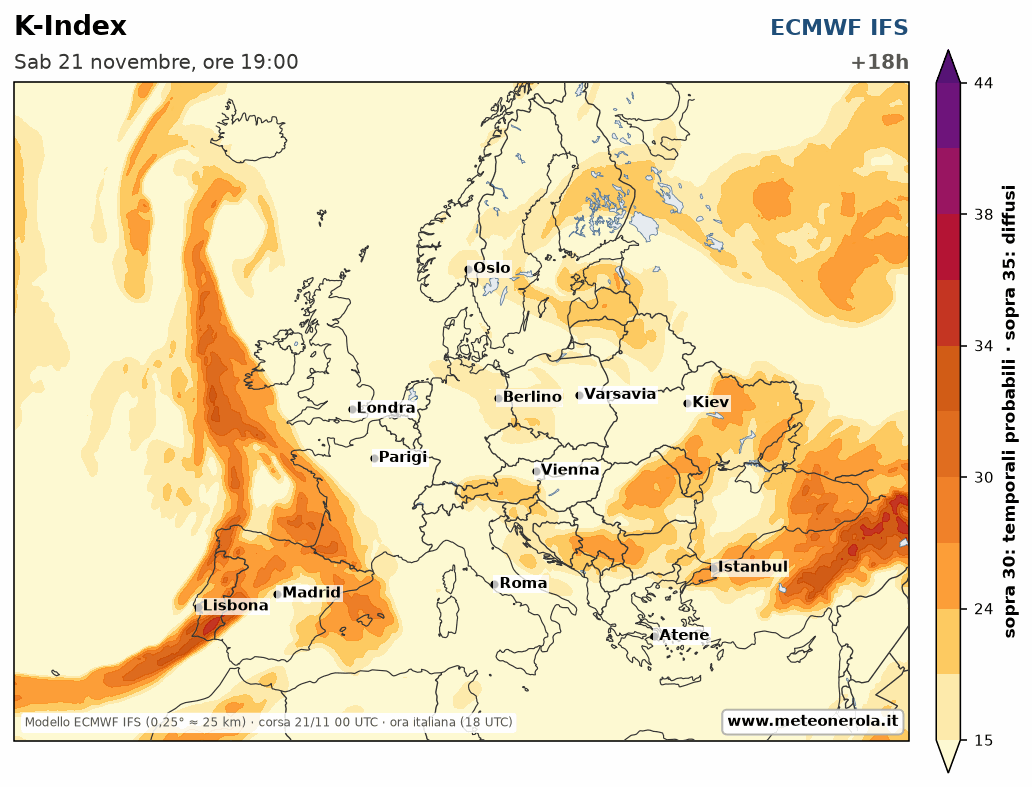 K-Index
ECMWF IFS
Sab 21 novembre, ore 19:00
+18h
44
38
34
30
24
15
sopra 30: temporali probabili · sopra 35: diffusi
Oslo
Londra
Berlino
Varsavia
Kiev
Parigi
Vienna
Istanbul
Roma
Madrid
Lisbona
Atene
Modello ECMWF IFS (0,25° ≈ 25 km) · corsa 21/11 00 UTC · ora italiana (18 UTC)
www.meteonerola.it